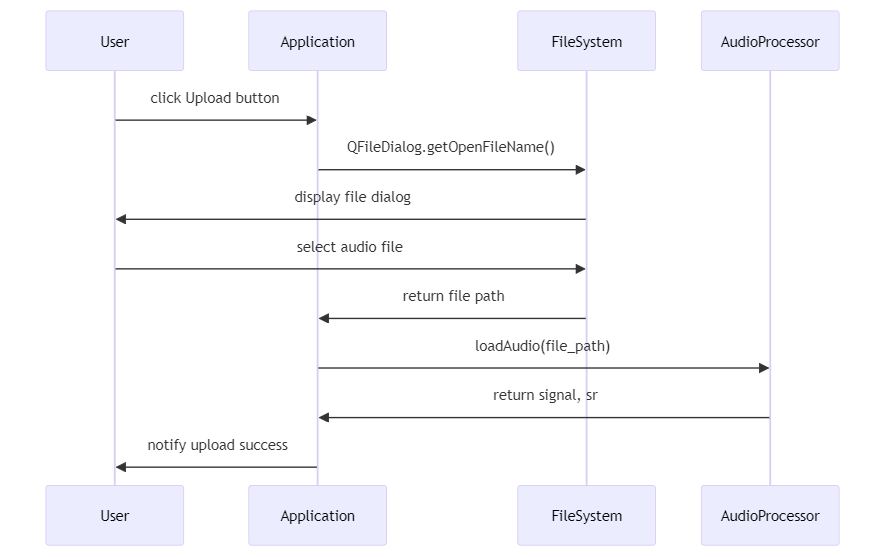 User
Application
FileSystem
AudioProcessor
click Upload button
QFileDialog.getOpenFileName()
display file dialog
select audio file
return file path
loadAudio(file_path)
return signal, sr
notify upload success
User
Application
FileSystem
AudioProcessor